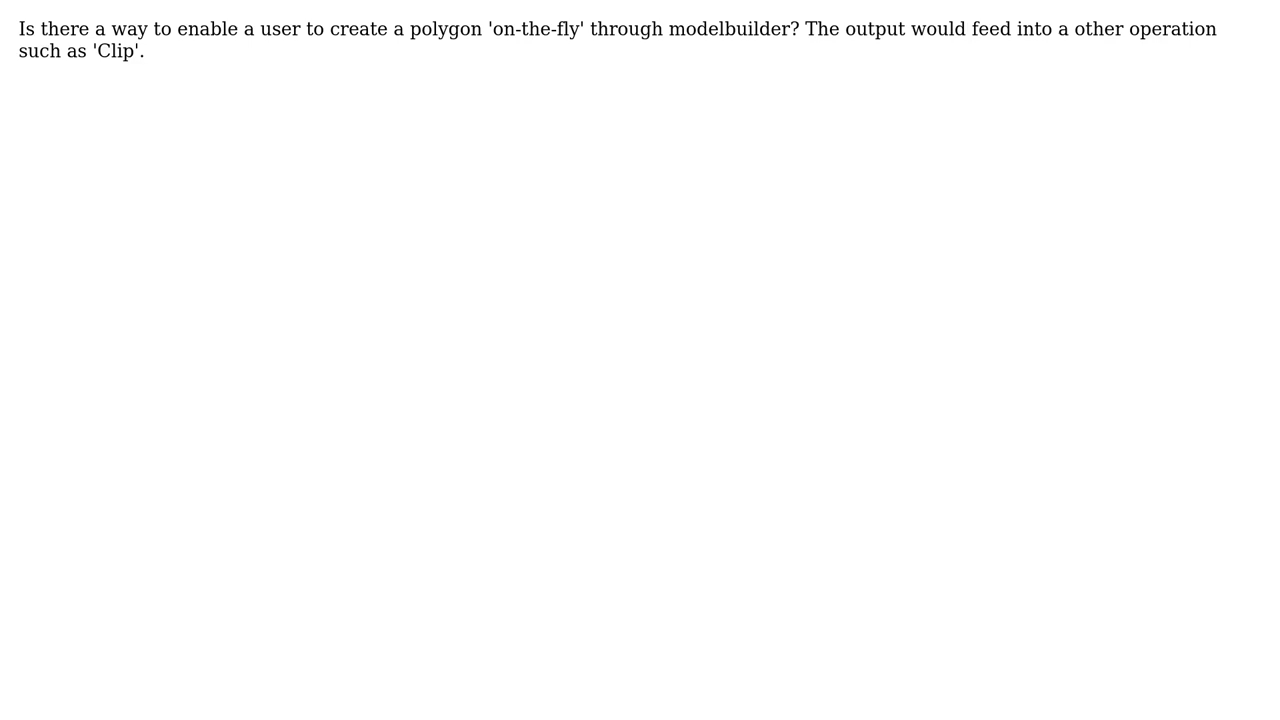 Is there a way to enable a user to create a polygon 'on-the-fly' through modelbuilder? The output would feed into a other operation
such as 'Clip'.